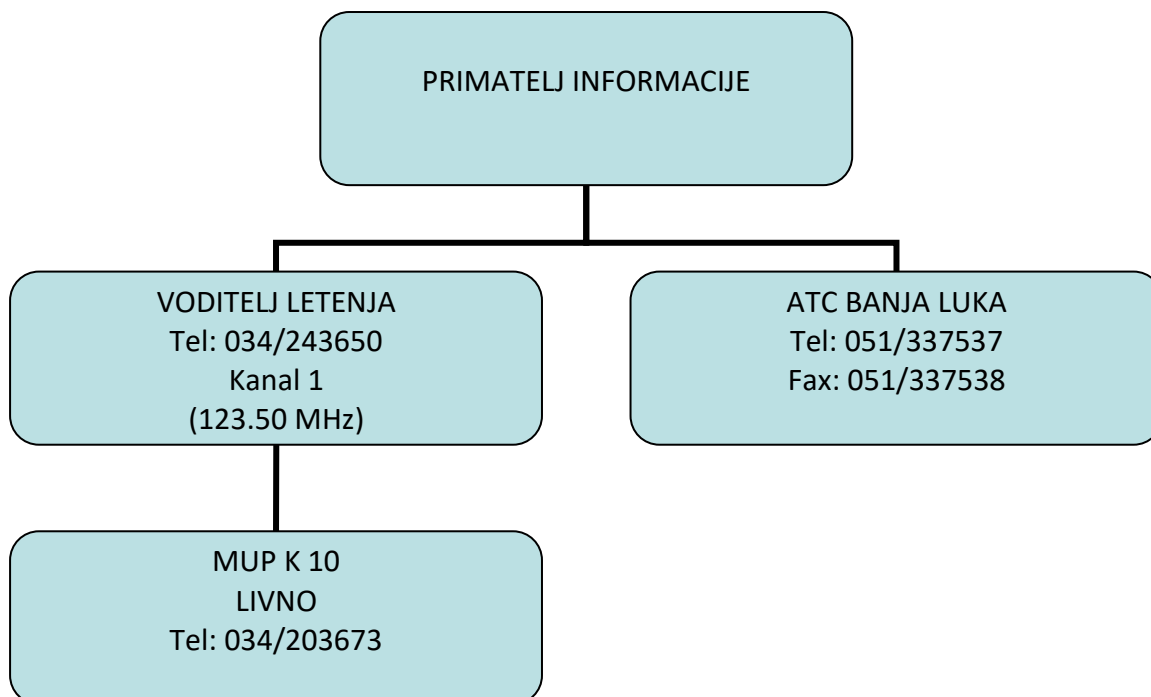 PRIMATELJ INFORMACIJE
VODITELJ LETENJA
Tel: 034/243650
Kanal 1
(123.50 MHz)
ATC BANJA LUKA
Tel: 051/337537
Fax: 051/337538
MUP K 10
LIVNO
Tel: 034/203673